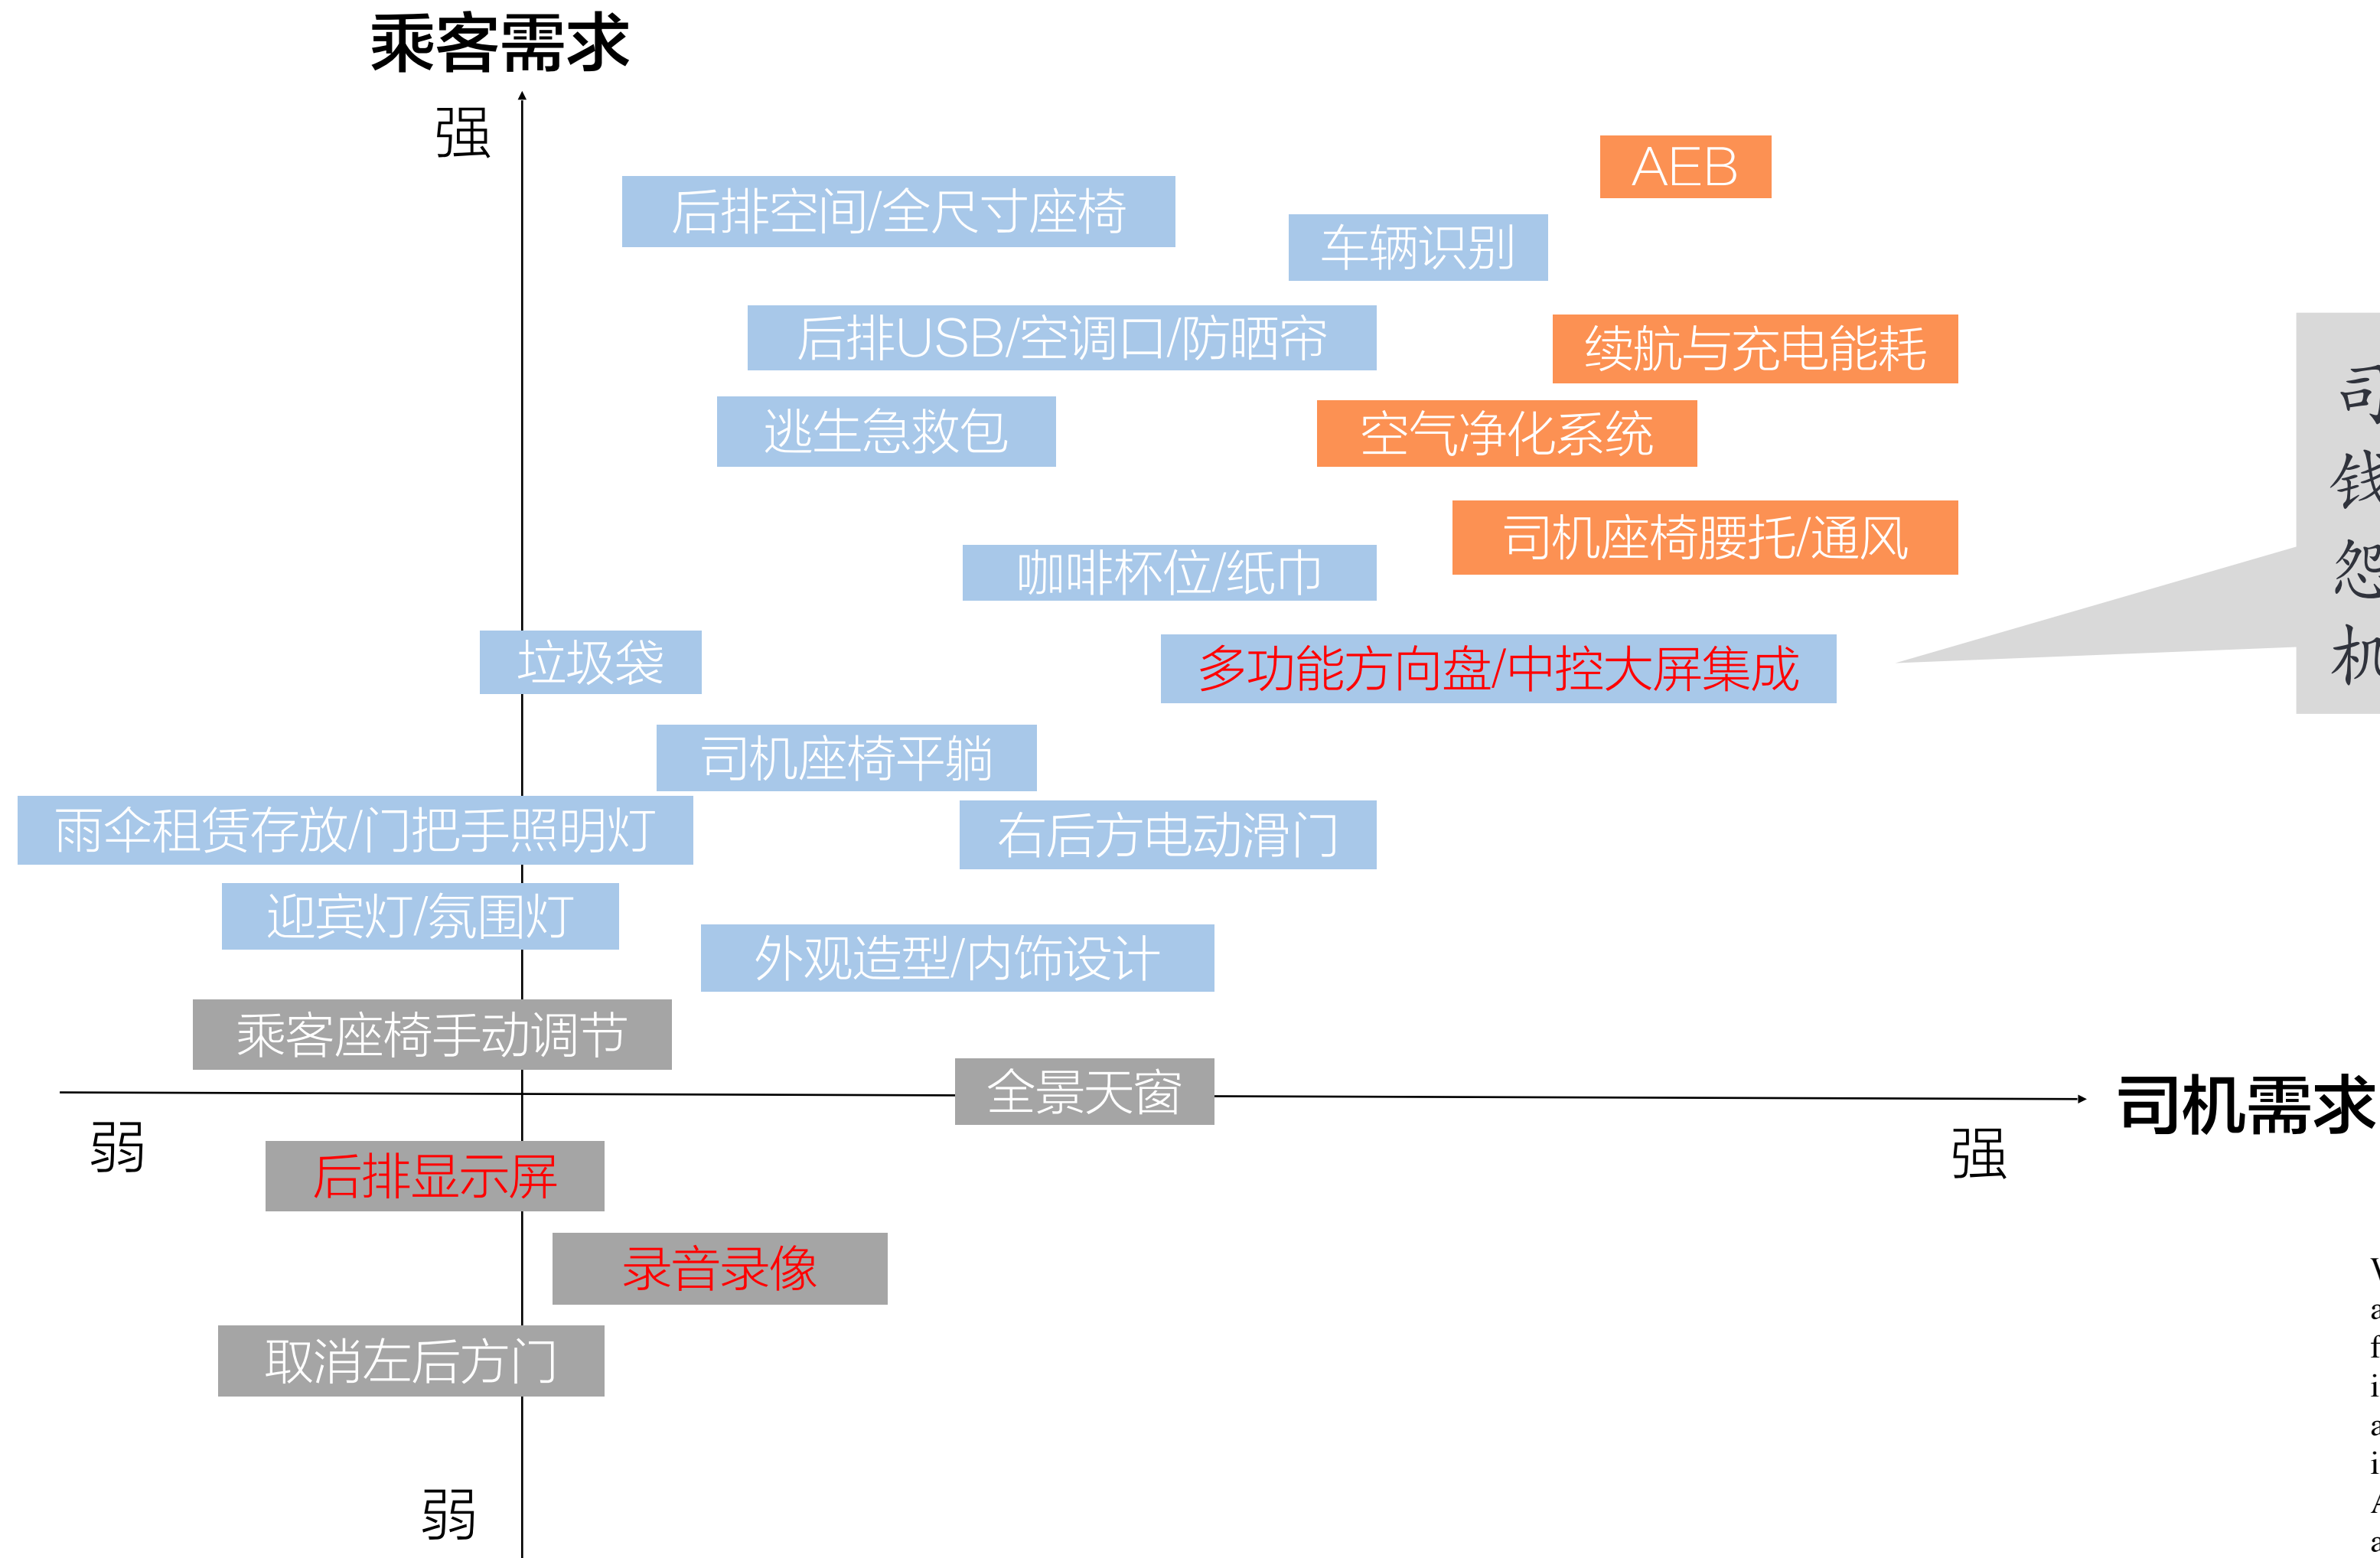 乘客需求
强
AEB
后排空间/全尺寸座椅
车辆识别
后排USB/空调口/防晒帘
续航与充电能耗
逃生急救包
空气净化系统
司机座椅腰托/通风
咖啡杯位/纸巾
垃圾袋
多功能方向盘/中控大屏集成
司机座椅平躺
雨伞租赁存放/门把手照明灯
右后方电动滑门
迎宾灯/氛围灯
外观造型/内饰设计
乘客座椅手动调节
全景天窗
司机需求
弱
强
后排显示屏
录音录像
取消左后方门
弱
司
钱
怨
机